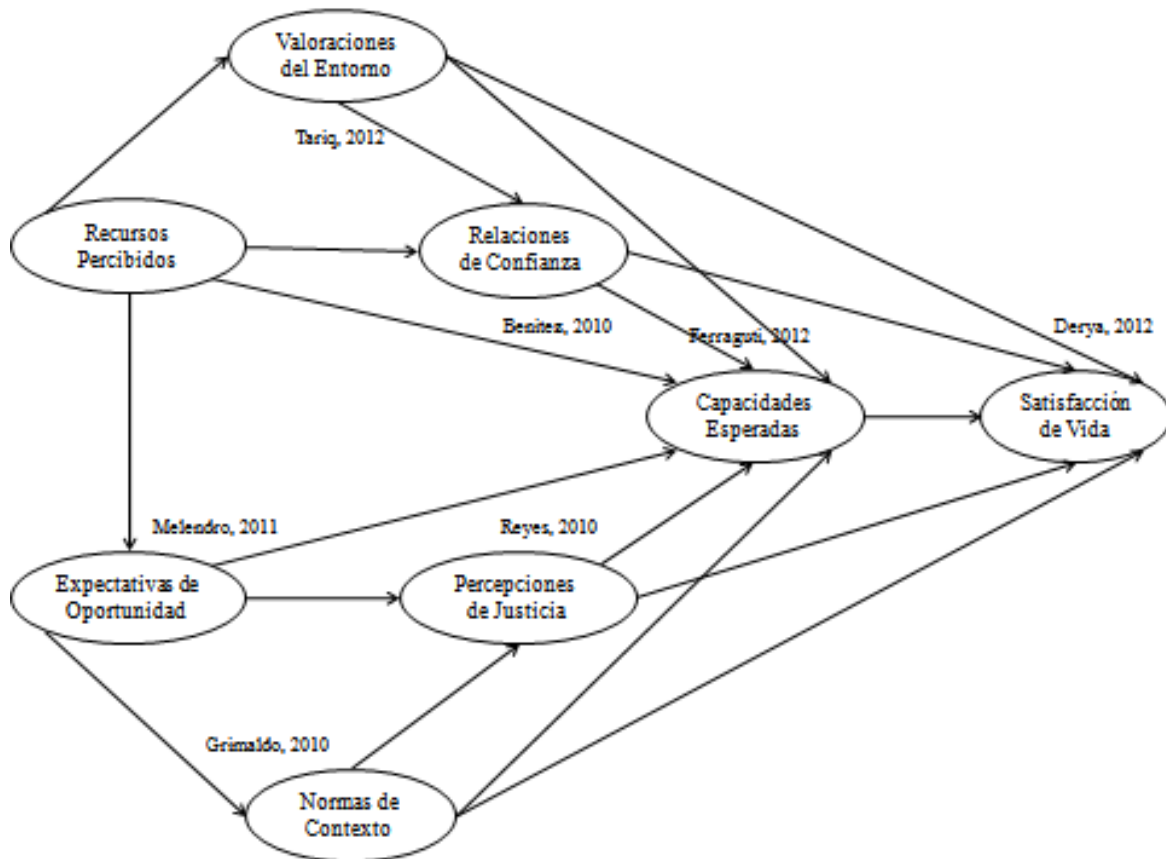 Valoraciones
del Entorno
Tariq, 2012
Recursos
Percibidos
Relaciones
de Confianza
Benitez, 2010
Ferraguti, 2012
Derya, 2012
Capacidades
Esperadas
Satisfacción
de Vida
Melendro, 2011
Reyes, 2010
Expectativas de
Oportunidad
Percepciones
de Justicia
Grimaldo, 2010
Normas de
Contexto